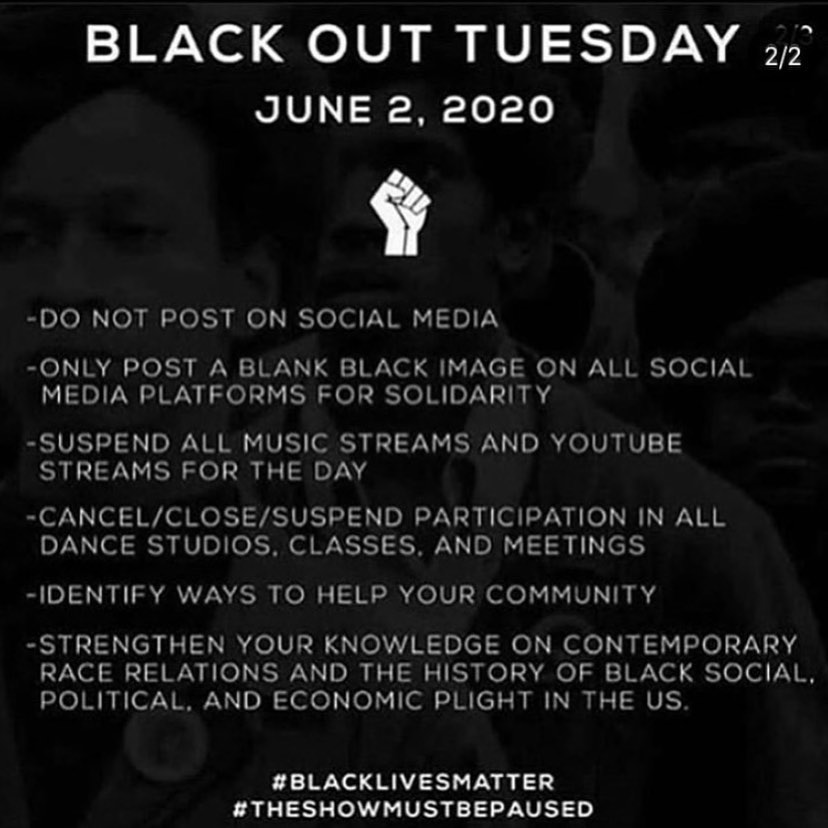 BLACK OUT TUESDAY
2/3
2/2
JUNE 2, 2020
-DO NOT POST ON SOCIAL MEDIA
-ONLY POST A BLANK BLACK IMAGE ON ALL SOCIAL
MEDIA PLATFORMS FOR SOLIDARITY
-SUSPEND ALL MUSIC STREAMS AND YOUTUBE
STREAMS FOR THE DAY
-CANCEL/CLOSE/SUSPEND PARTICIPATION IN ALL
DANCE STUDIOS, CLASSES, AND MEETINGS
-IDENTIFY WAYS TO HELP YOUR COMMUNITY
-STRENGTHEN YOUR KNOWLEDGE ON CONTEMPORARY
RACE RELATIONS AND THE HISTORY OF BLACK SOCIAL,
POLITICAL, AND ECONOMIC PLIGHT IN THE US.
#BLACKLIVESMATTER
#THESHOWMUSTBEPAUSED